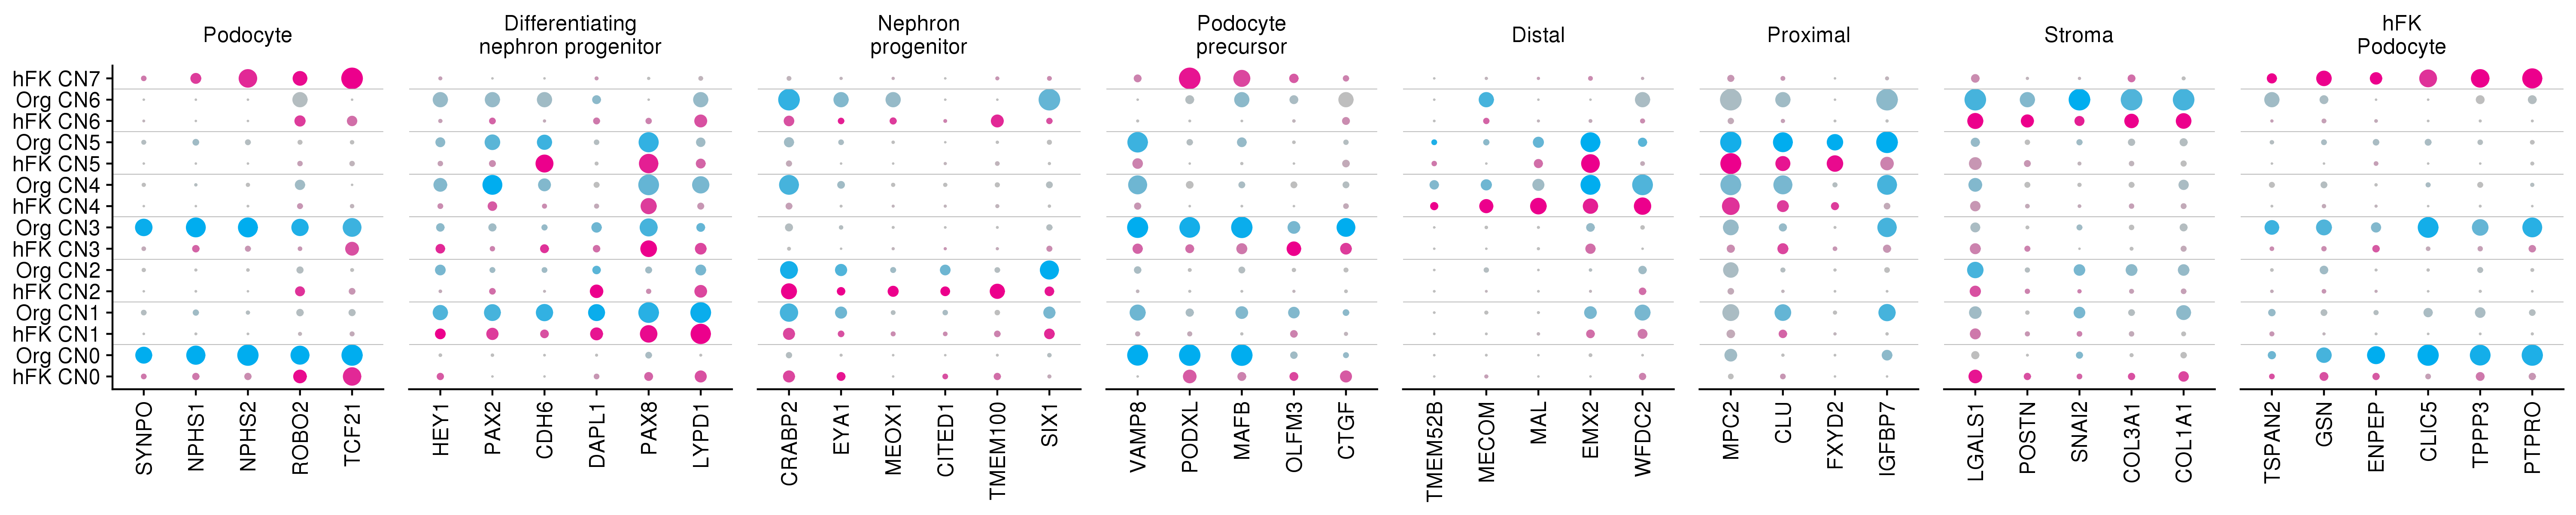 Podocyte
Differentiating
nephron progenitor
Nephron
progenitor
Podocyte
precursor
Distal
Proximal
Stroma
hFK
Podocyte
hFK CN7
Org CN6
hFK CN6
Org CN5
hFK CN5
Org CN4
hFK CN4
Org CN3
hFK CN3
Org CN2
hFK CN2
Org CN1
hFK CN1
Org CN0
hFK CN0
SYNPO
NPHS1
NPHS2
ROBO2
TCF21
HEY1
PAX2
CDH6
DAPL1
PAX8
LYPD1
CRABP2
EYA1
MEOX1
CITED1
TMEM100
SIX1
VAMP8
PODXL
MAFB
OLFM3
CTGF
TMEM52B
MECOM
MAL
EMX2
WFDC2
MPC2
CLU
FXYD2
IGFBP7
LGALS1
POSTN
SNAI2
COL3A1
COL1A1
TSPAN2
GSN
ENPEP
CLIC5
TPPP3
PTPRO